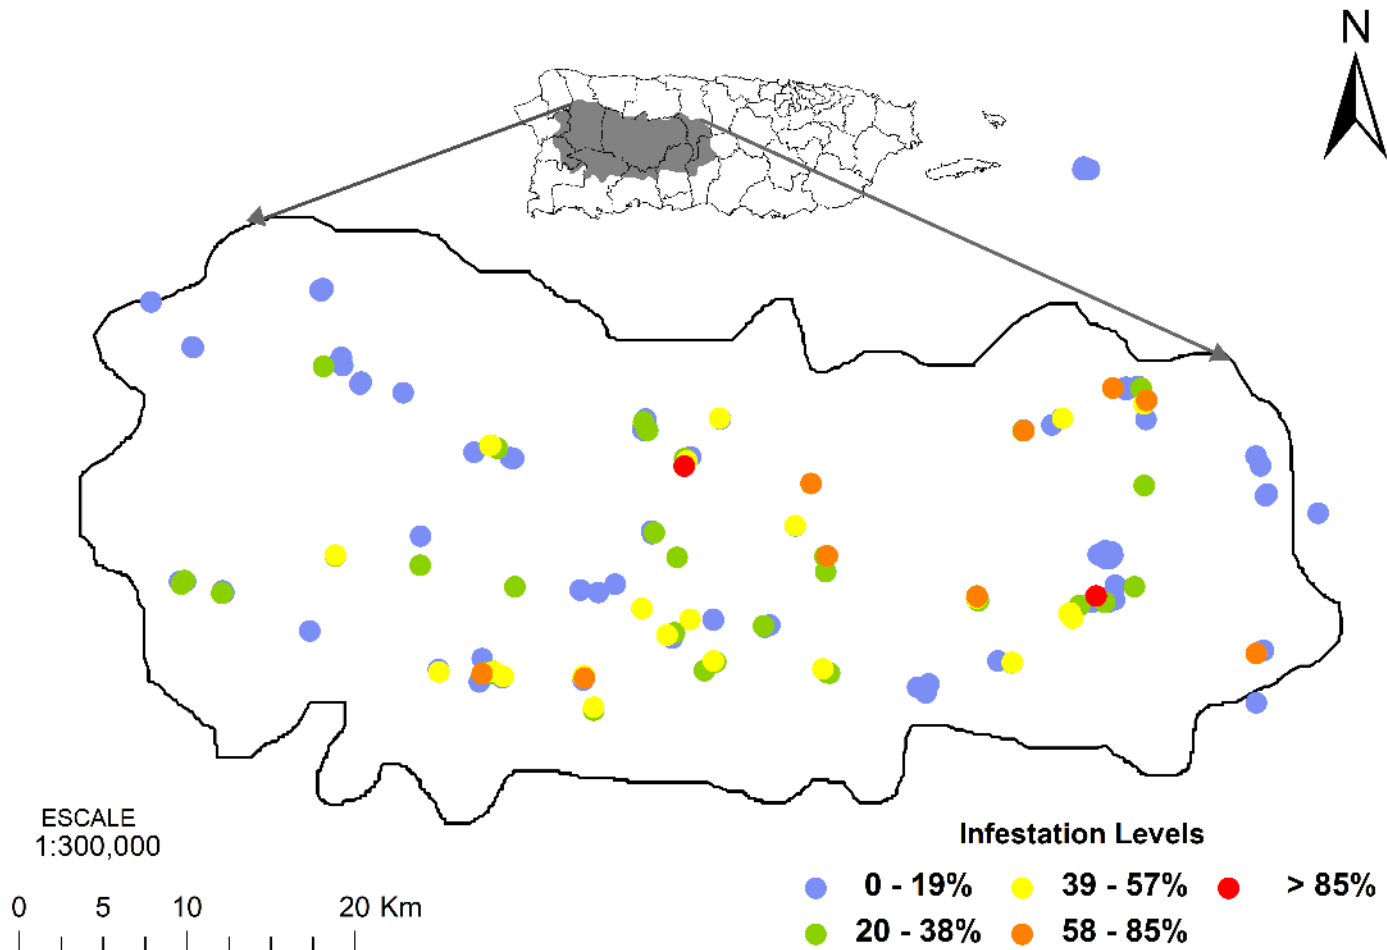 N
ESCALE
1:300,000
0 5 10 20 Km
Infestation Levels
0 - 19% 39 - 57% > 85%
20 - 38% 58 - 85%